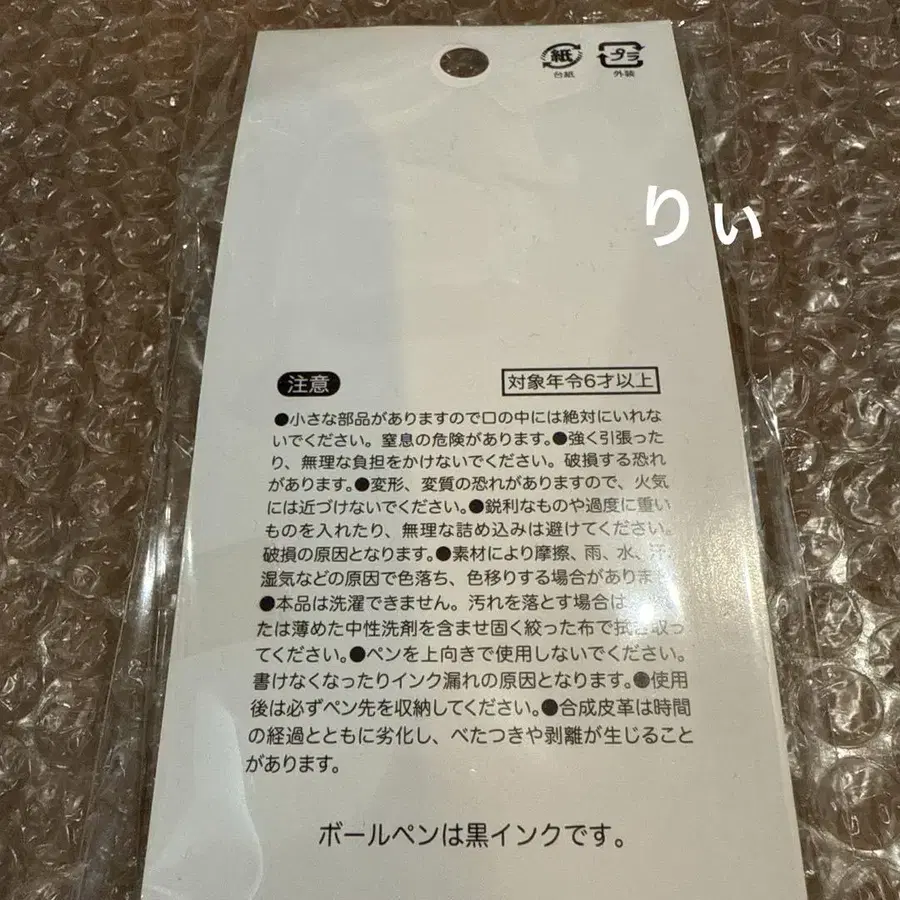 紙 プラ
台紙 外装
りぃ
注意 対象年令6才以上
●小さな部品がありますので口の中には絶対にいれな
いでください。窒息の危険があります。●強く引張った
り、無理な負担をかけないでください。破損する恐れ
があります。●変形、変質の恐れがありますので、火気
には近づけないでください。●鋭利なものや過度に重い
ものを入れたり、無理な詰め込みは避けてください。
破損の原因となります。●素材により摩擦、雨、水、汗、
湿気などの原因で色落ち、色移りする場合がありま
●本品は洗濯できません。汚れを落とす場合は
たは薄めた中性洗剤を含ませ固く絞った布で拭き取っ
てください。●ペンを上向きで使用しないでください。
書けなくなったりインク漏れの原因となります。●使用
後は必ずペン先を収納してください。●合成皮革は時間
の経過とともに劣化し、べたつきや剥離が生じること
があります。
ボールペンは黒インクです。